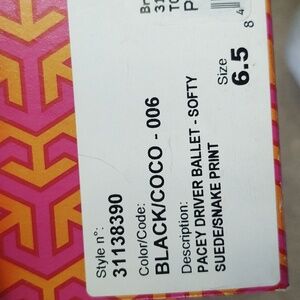 Style n°:
31138390
Color/Code:
BLACK/COCO - 006
Description:
PACEY DRIVER BALLET - SOFTY
SUEDE/SNAKE PRINT
Size
6.5